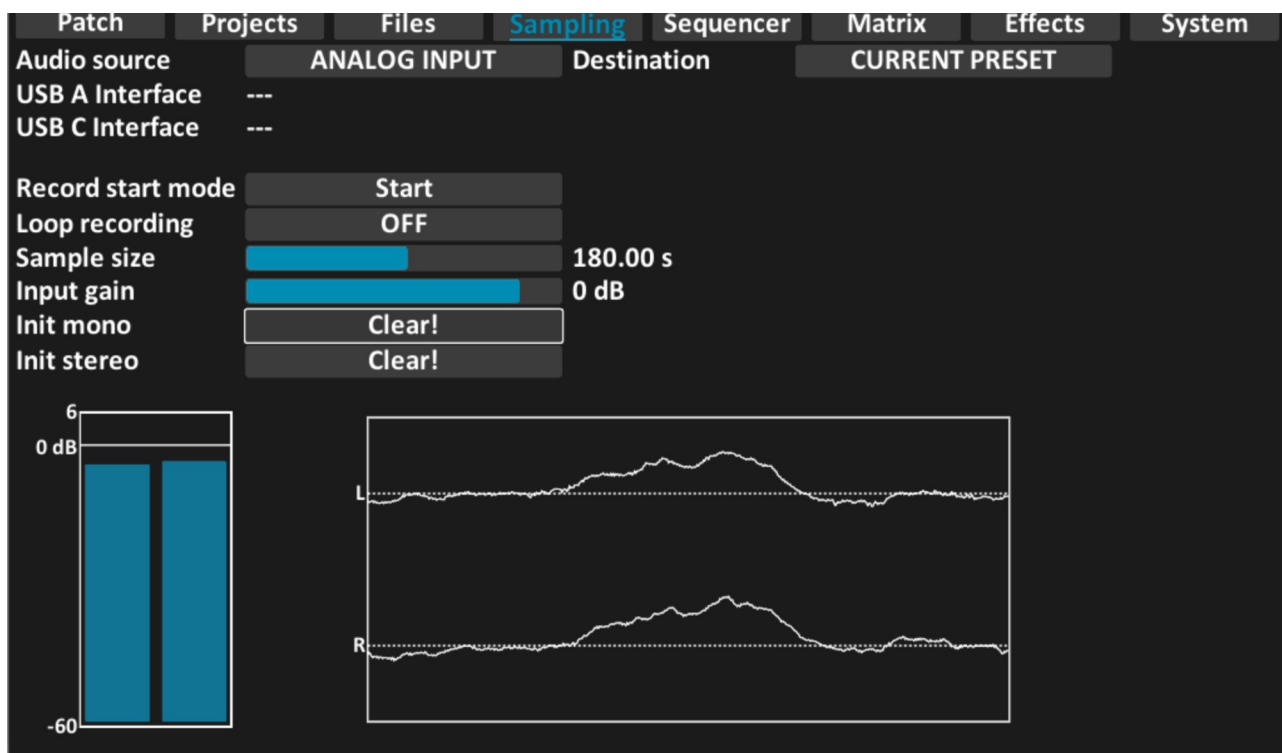 Patch Projects Files Sampling Sequencer Matrix Effects System
Audio source ANALOG INPUT Destination CURRENT PRESET
USB A Interface ---
USB C Interface ---
Record start mode Start
Loop recording OFF
Sample size 180.00 s
Input gain 0 dB
Init mono Clear!
Init stereo Clear!
6
0 dB
-60
L
R